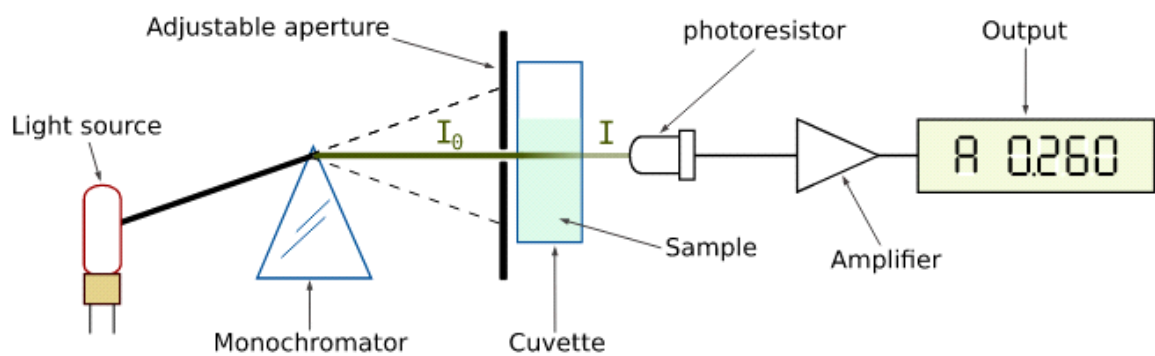 Adjustable aperture
photoresistor
Output
Light source
I₀
I
A 0.260
Sample
Amplifier
Monochromator
Cuvette